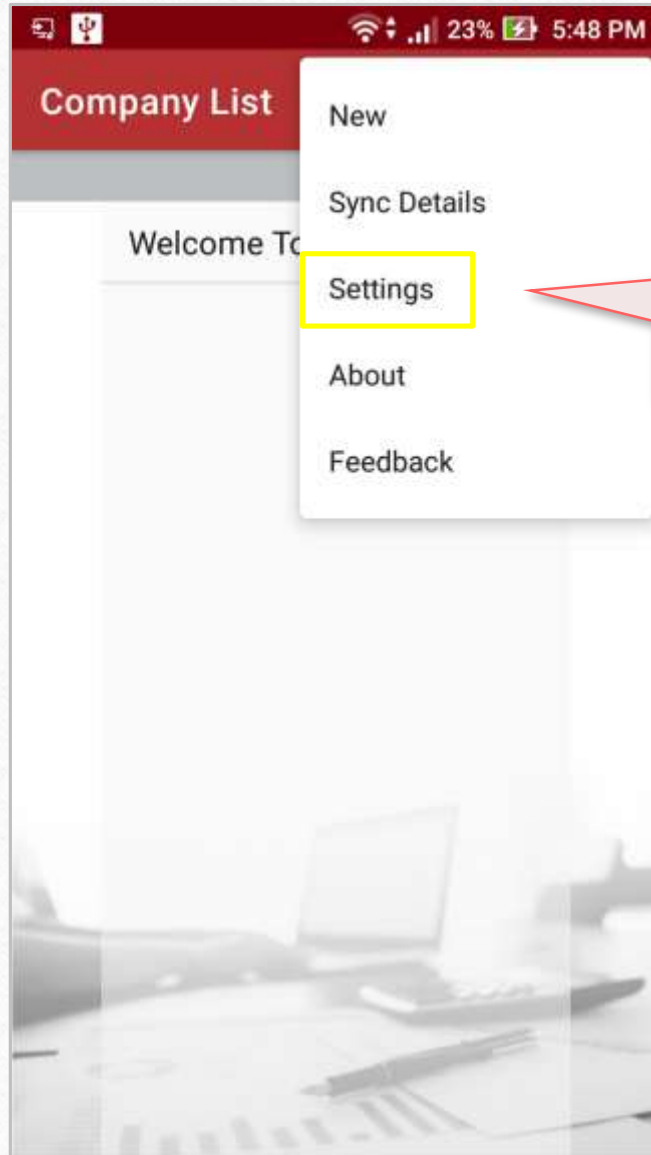 23% 5:48 PM
Company List
New
Sync Details
Welcome To
Settings
About
Feedback